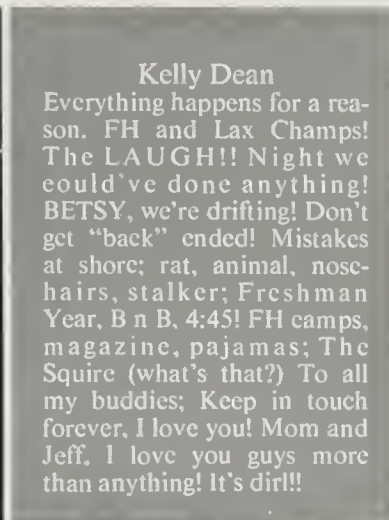 Kelly Dean
Everything happens for a rea-
son. FH and Lax Champs!
The LAUGH!! Night we
could've done anything!
BETSY, we're drifting! Don't
get “back” ended! Mistakes
at shore; rat, animal, nose-
hairs, stalker; Freshman
Year, B n B, 4:45! FH camps,
magazine, pajamas; The
Squire (what's that?) To all
my buddies; Keep in touch
forever, I love you! Mom and
Jeff, I love you guys more
than anything! It's dirl!!